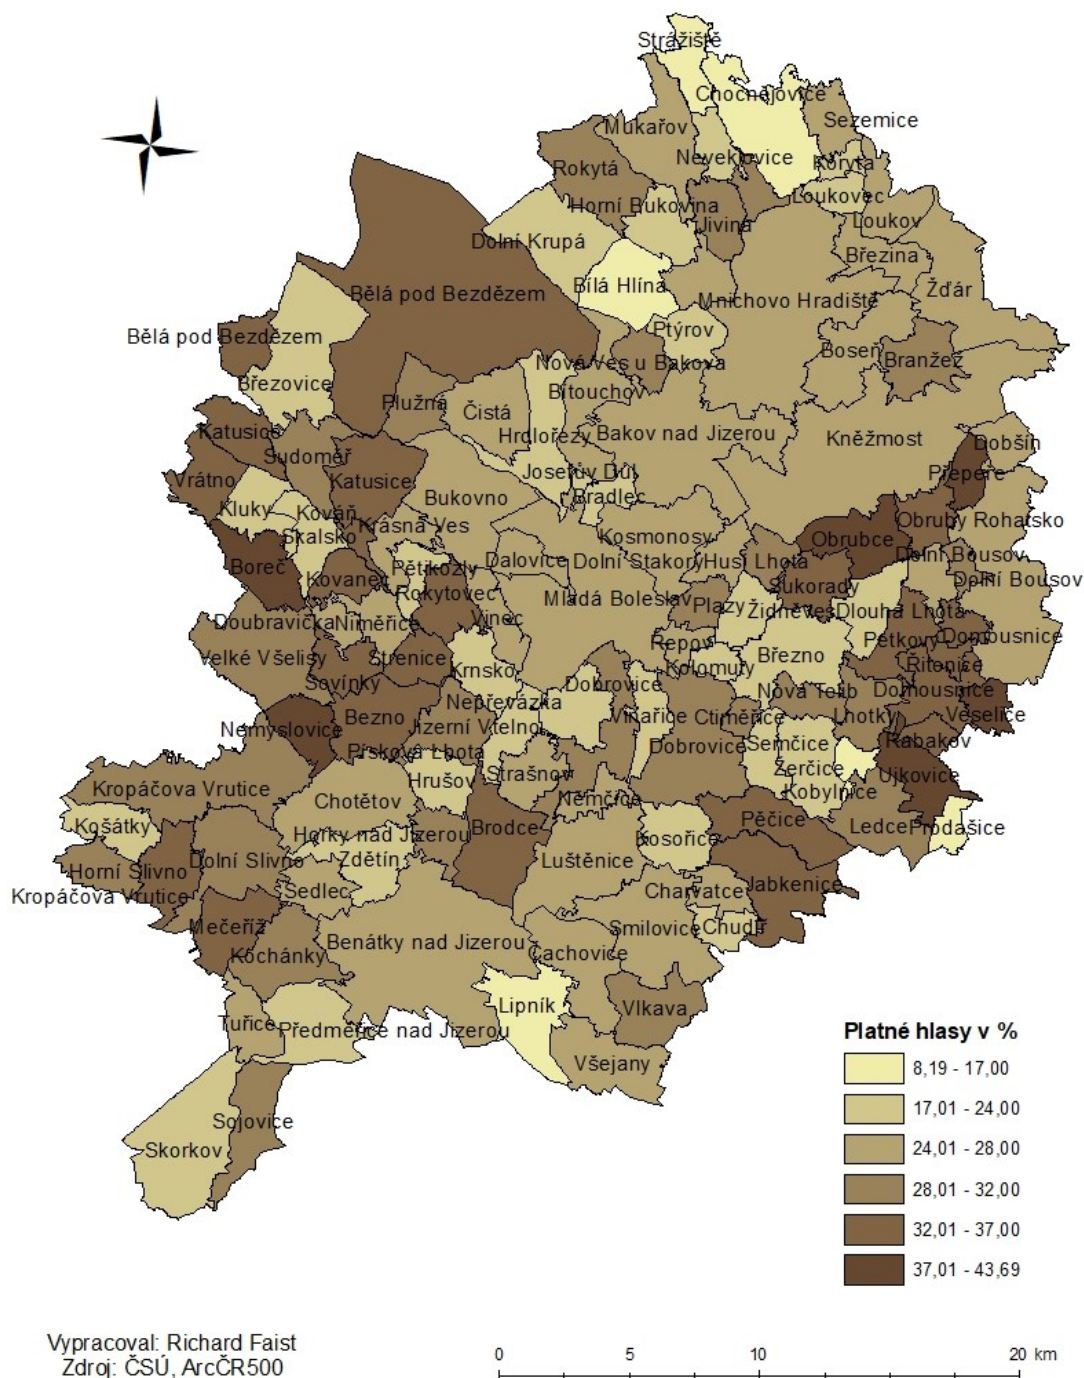 Strážiště
Chocnějovice
Mukařov
Sezemice
Neveklovice
Koryta
Rokytá
Loukovec
Horní Bukovina
Jivina
Loukov
Dolní Krupá
Březina
Bílá Hlína
Žďár
Bělá pod Bezdězem
Mnichovo Hradiště
Ptýrov
Bělá pod Bezdězem
Boseň
Branžež
Nová Ves u Bakova
Březovice
Bítouchov
Plužná
Čistá
Katusice
Hrdlořezy
Bakov nad Jizerou
Kněžmost
Dobšín
Sudoměř
Přepeře
Vrátno
Katusice
Josefův Důl
Bukovno
Bradlec
Kluky
Kováň
Obruby
Rohatsko
Krásná Ves
Skalsko
Kosmonosy
Obrubce
Dolní Bousov
Boreč
Dalovice
Dolní Stakory
Husí Lhota
Pětikozly
Kovanec
Sukorady
Dolní Bousov
Rokytovec
Mladá Boleslav
Plazy
Židněves
Dlouhá Lhota
Doubravička
Niměřice
Vinec
Petkovy
Domousnice
Řepov
Velké Všelisy
Strenice
Březno
Krnsko
Kolomuty
Řitonice
Sovínky
Dobrovice
Nová Telib
Domousnice
Nepřevázka
Bezno
Vinařice
Ctiměřice
Lhotky
Veselice
Nemyslovice
Jizerní Vtelno
Semčice
Rabakov
Písková Lhota
Dobrovice
Žerčice
Hrušov
Strašnov
Ujkovice
Kropáčova Vrutice
Kobylnice
Chotětov
Němčice
Košátky
Pěčice
Brodce
Ledce
Prodašice
Horky nad Jizerou
Kosořice
Dolní Slivno
Zdětín
Luštěnice
Horní Slivno
Jabkenice
Kropáčova Vrutice
Sedlec
Charvatce
Mečeříž
Smilovice
Chudíř
Benátky nad Jizerou
Kochánky
Čachovice
Lipník
Vlkava
Tuřice
Předměřice nad Jizerou
Všejany
Sojovice
Skorkov
Platné hlasy v %
8,19 - 17,00
17,01 - 24,00
24,01 - 28,00
28,01 - 32,00
32,01 - 37,00
37,01 - 43,69
Vypracoval: Richard Faist
Zdroj: ČSÚ, ArcČR500
0 5 10 20 km